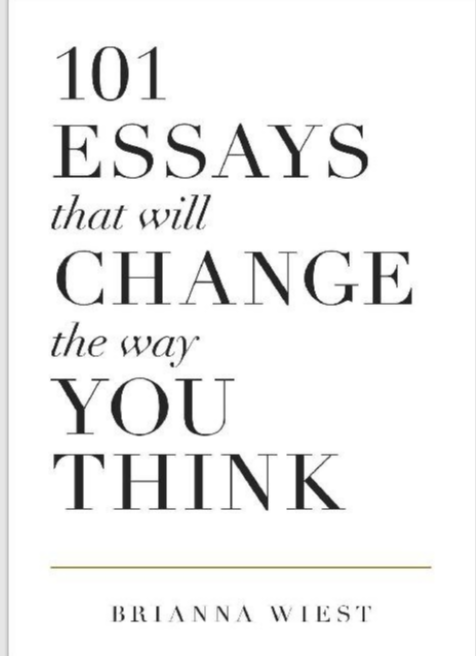 101
ESSAYS
that will
CHANGE
the way
YOU
THINK
BRIANNA WIEST